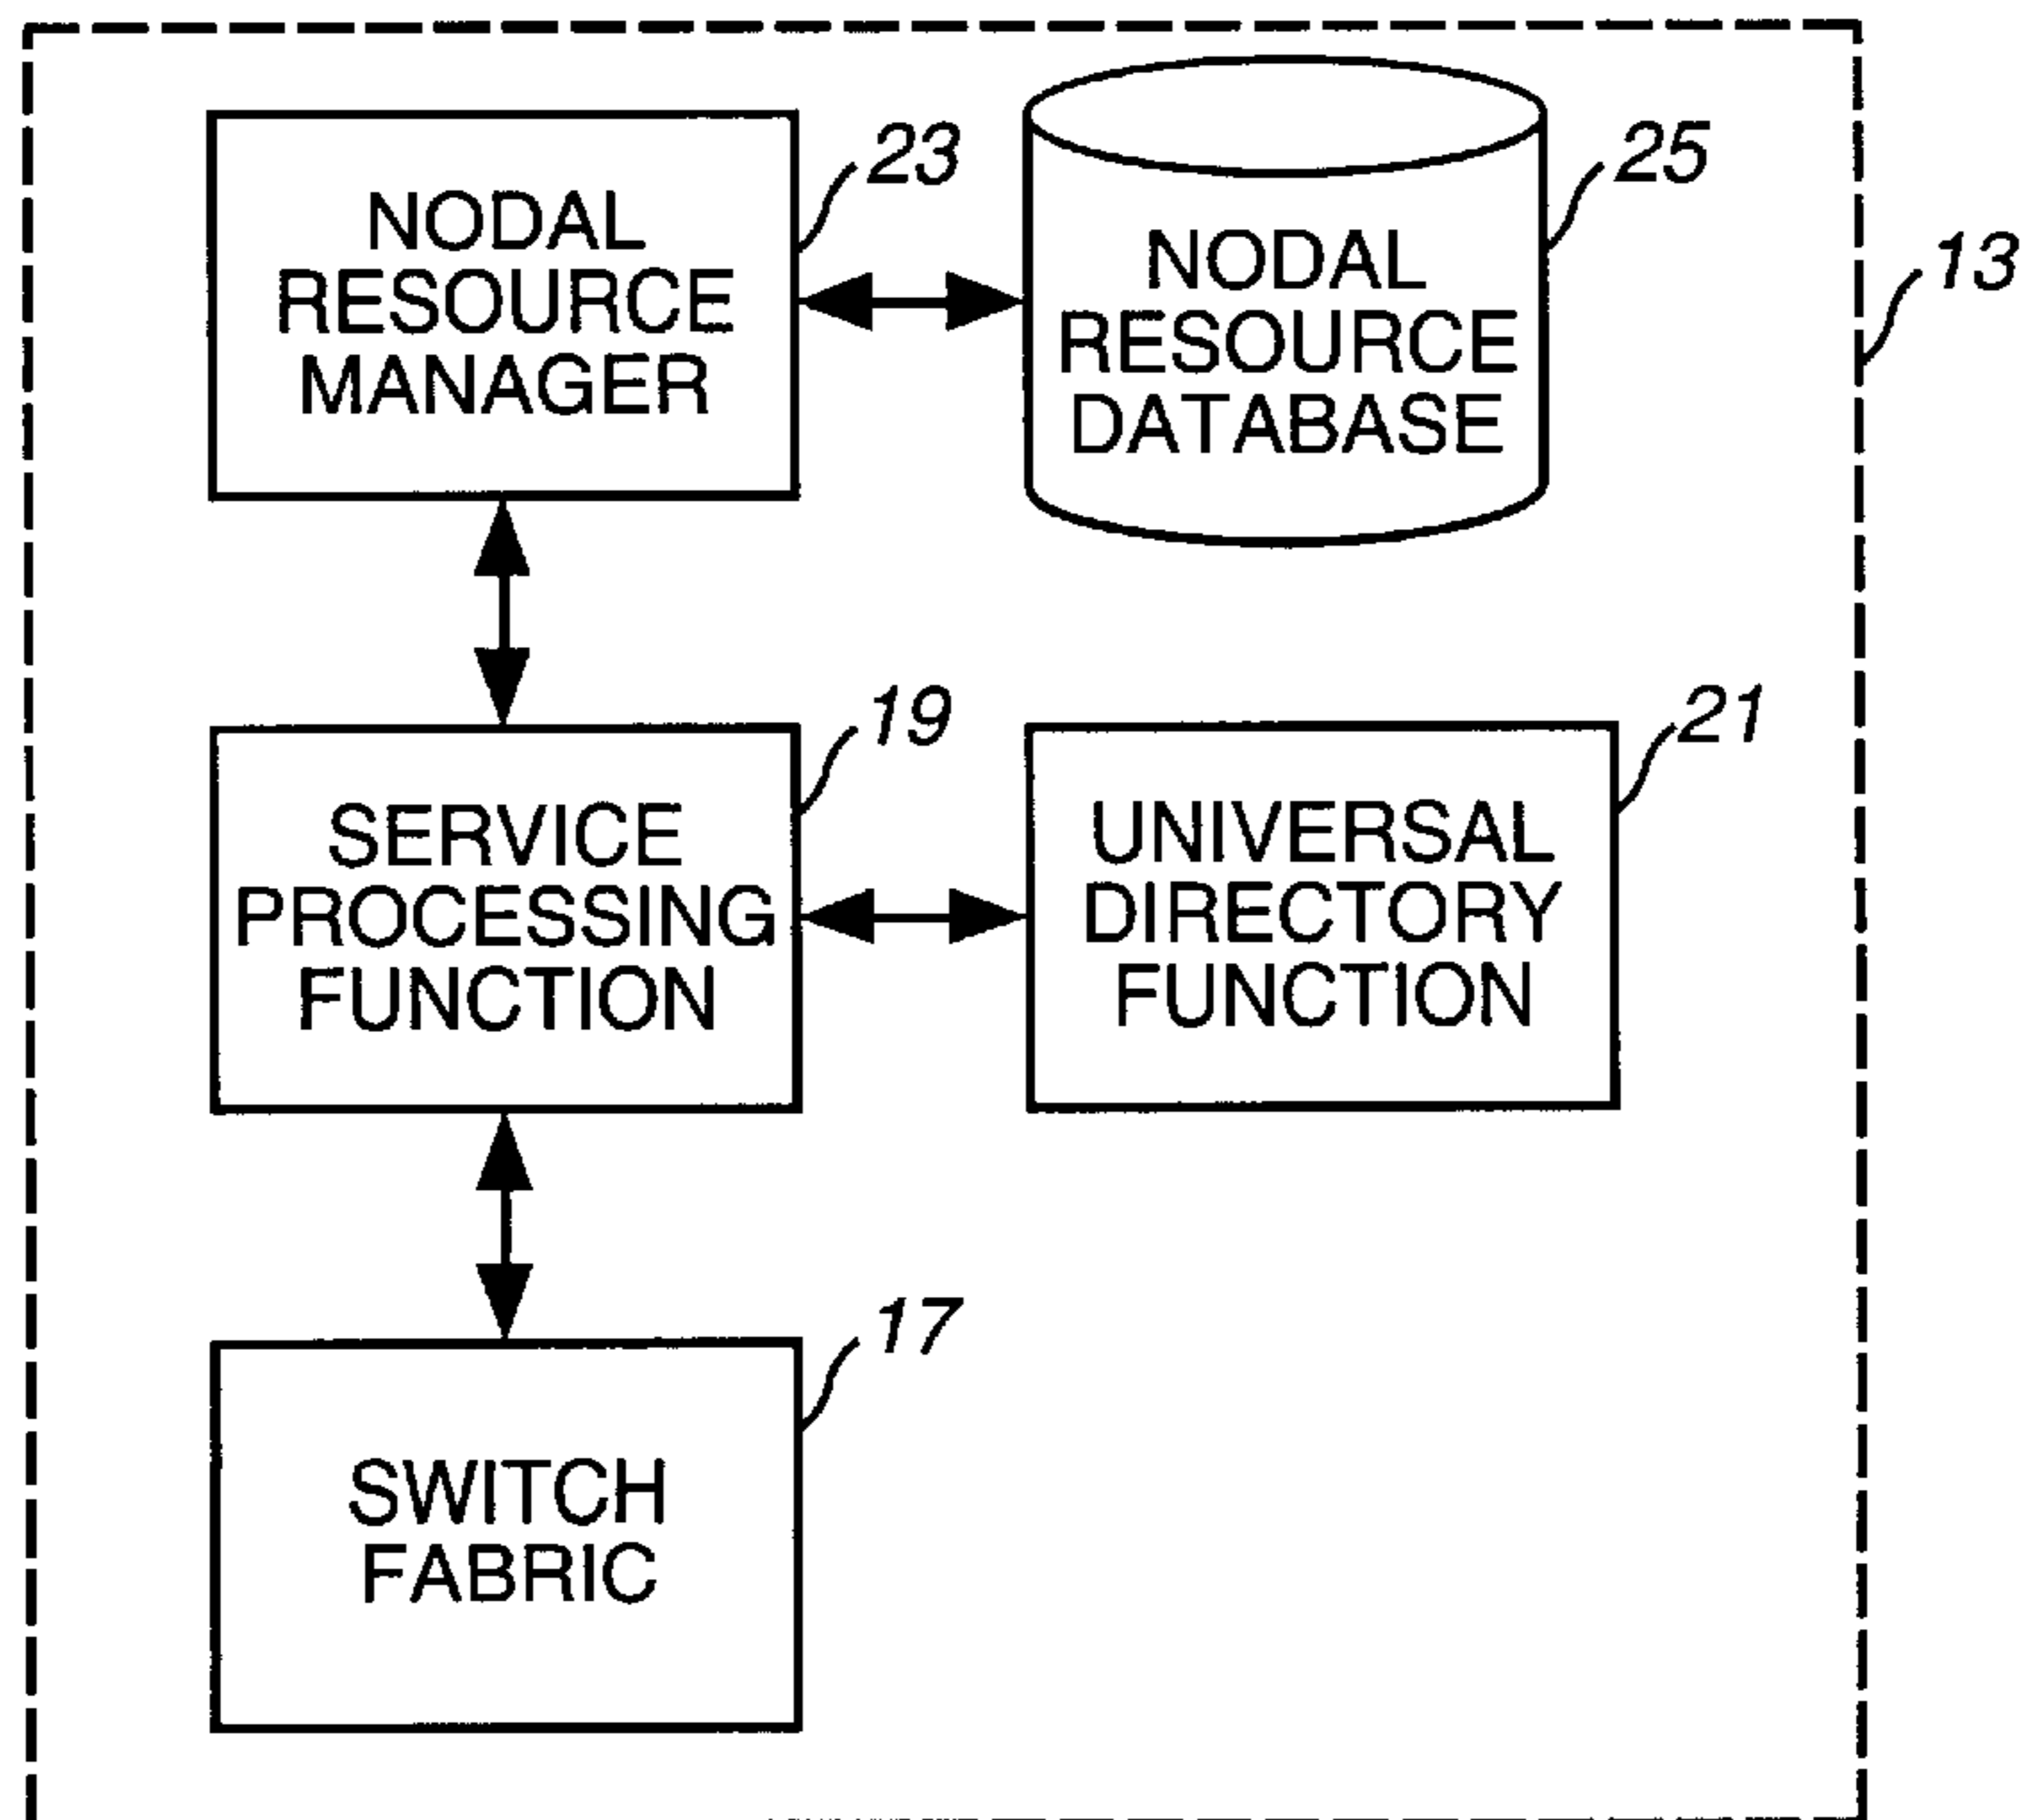 23
NODAL
RESOURCE
MANAGER
25
NODAL
RESOURCE
DATABASE
13
19
SERVICE
PROCESSING
FUNCTION
21
UNIVERSAL
DIRECTORY
FUNCTION
17
SWITCH
FABRIC